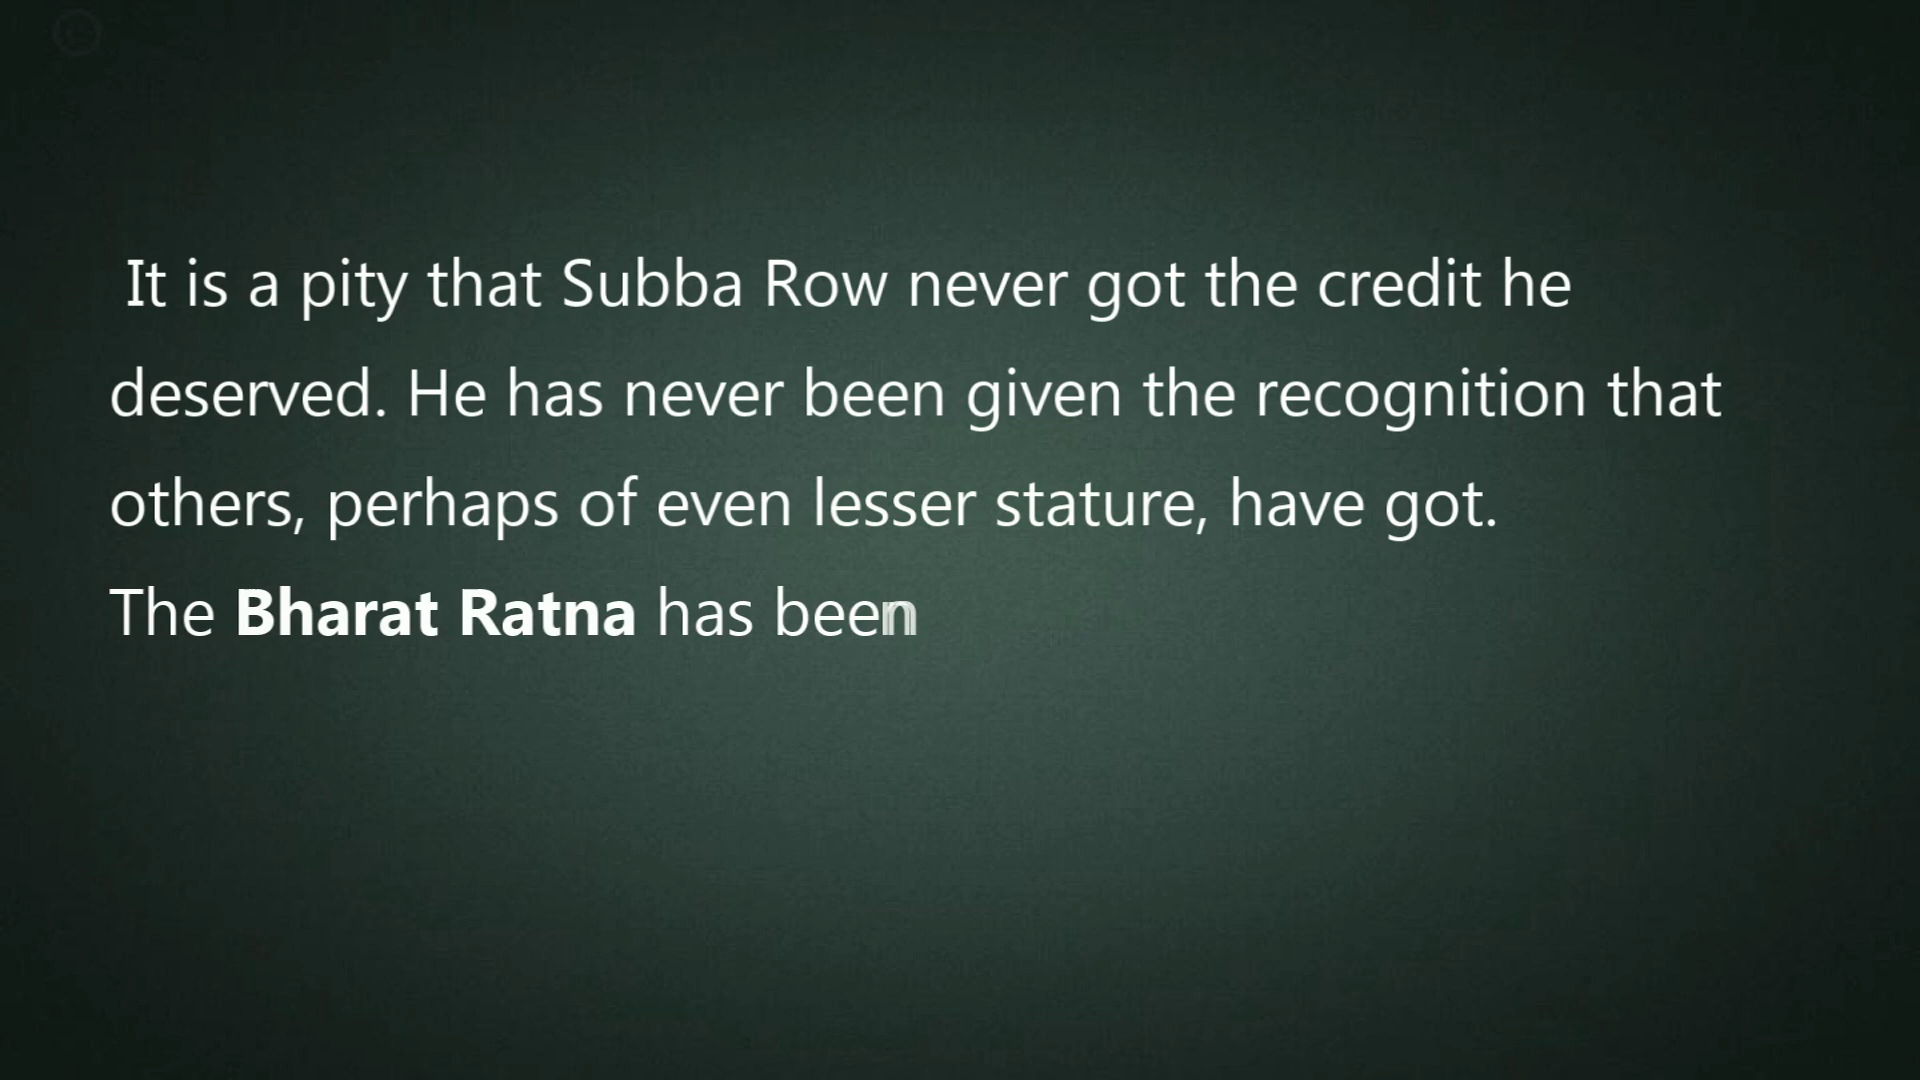 It is a pity that Subba Row never got the credit he
deserved. He has never been given the recognition that
others, perhaps of even lesser stature, have got.
The Bharat Ratna has been